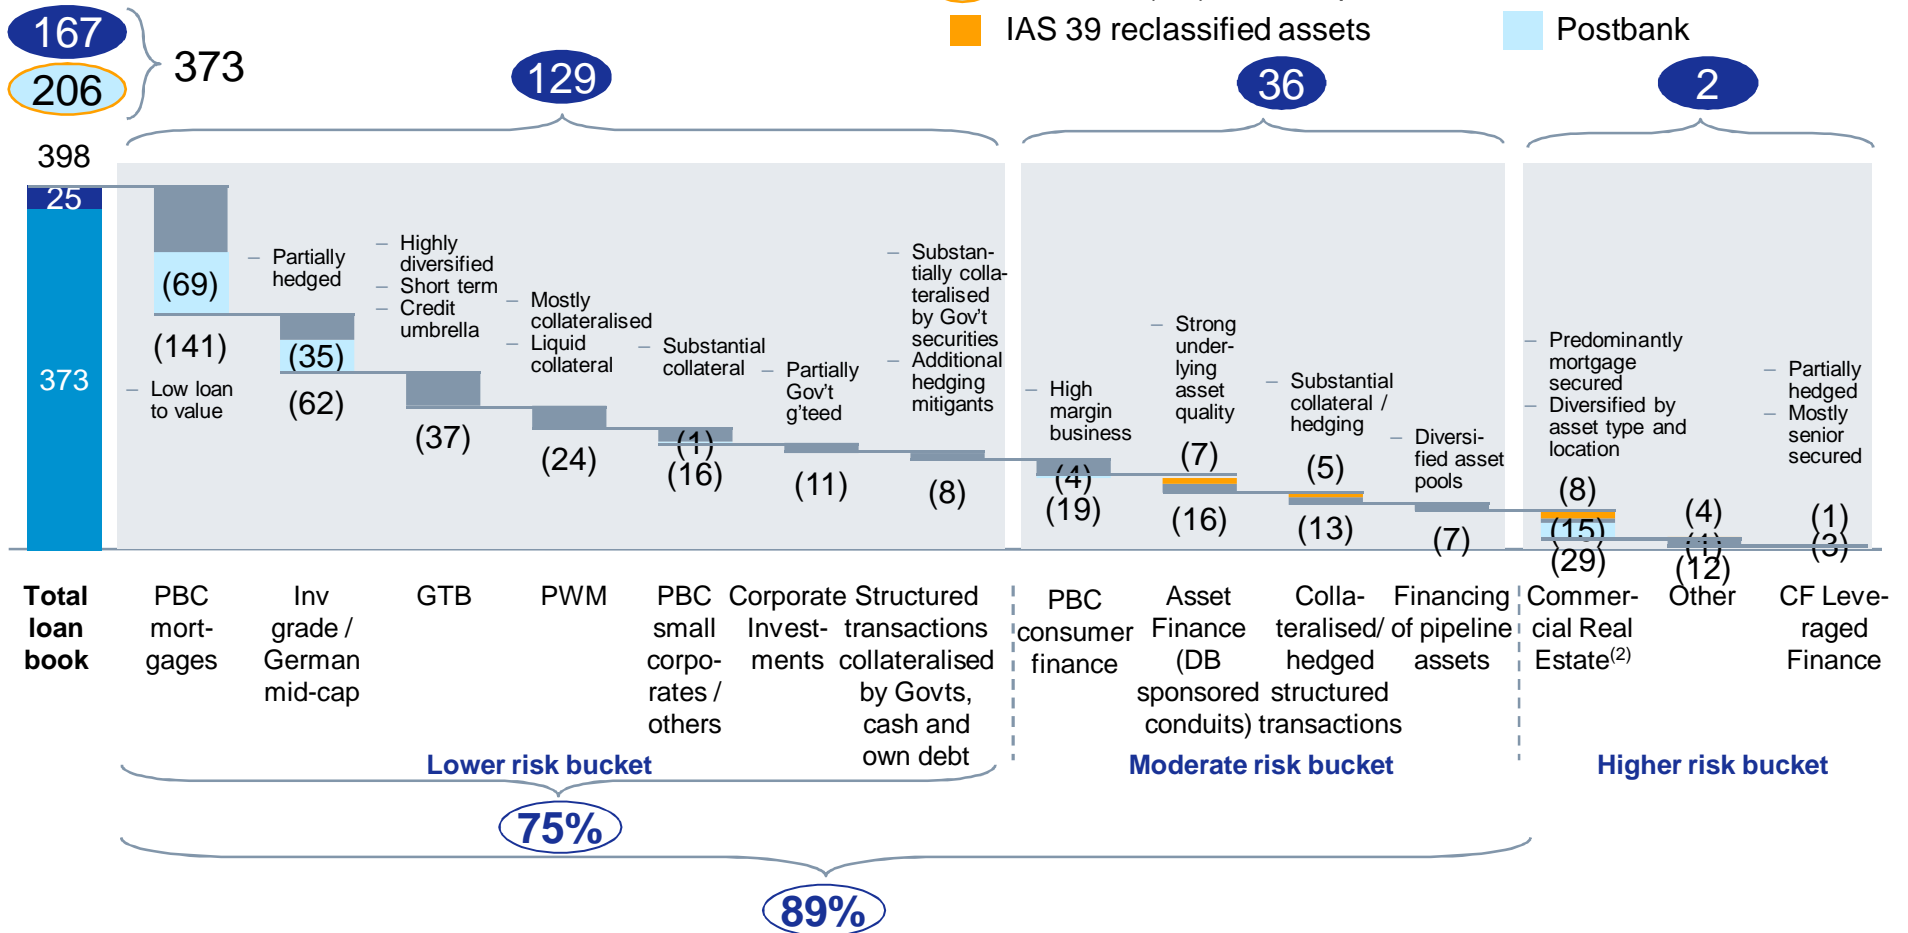 167
206
373
IAS 39 reclassified assets
Postbank
129
36
2
398
25
373
(69)
(141)
– Low loan
to value
– Partially
hedged
(35)
(62)
– Highly
diversified
– Short term
– Credit
umbrella
(37)
– Mostly
collateralised
– Liquid
collateral
(24)
– Substantial
collateral
(1)
(16)
– Partially
Gov't
g'teed
(11)
– Substan-
tially colla-
teralised
by Gov't
securities
– Additional
hedging
mitigants
(8)
– High
margin
business
(4)
(19)
– Strong
under-
lying
asset
quality
(7)
(16)
– Substantial
collateral /
hedging
(5)
(13)
– Diversi-
fied asset
pools
(7)
– Predominantly
mortgage
secured
– Diversified by
asset type and
location
(8)
(15)
(29)
(4)
(1)
(12)
– Partially
hedged
– Mostly
senior
secured
(1)
(3)
Total
loan
book
PBC
mort-
gages
Inv
grade /
German
mid-cap
GTB
PWM
PBC
small
corpo-
rates /
others
Corporate
Invest-
ments
Structured
transactions
collateralised
by Govts,
cash and
own debt
PBC
consumer
finance
Asset
Finance
(DB
sponsored
conduits)
Colla-
teralised/
hedged
structured
transactions
Financing
of pipeline
assets
Commer-
cial Real
Estate(2)
Other
CF Leve-
raged
Finance
Lower risk bucket
Moderate risk bucket
Higher risk bucket
75%
89%